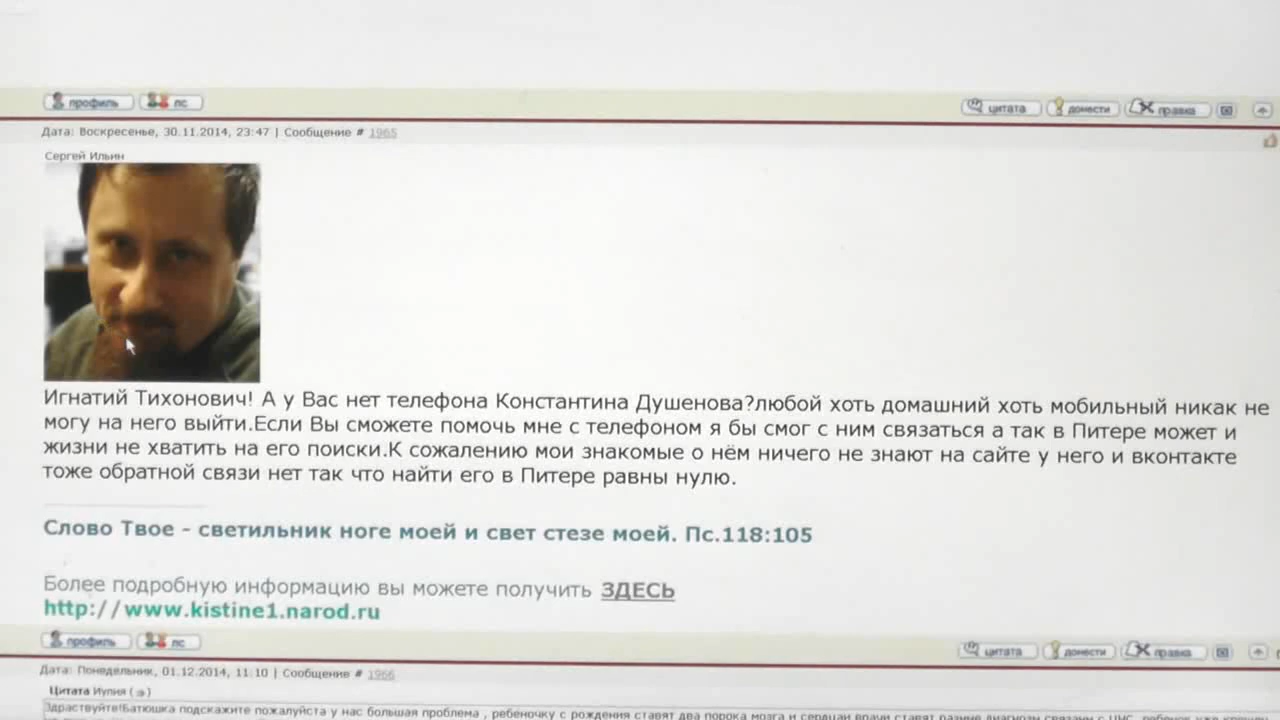 профиль лс цитата донести правка
Дата: Воскресенье, 30.11.2014, 23:47 | Сообщение # 1965
Сергей Ильин
Игнатий Тихонович! А у Вас нет телефона Константина Душенова?любой хоть домашний хоть мобильный никак не
могу на него выйти.Если Вы сможете помочь мне с телефоном я бы смог с ним связаться а так в Питере может и
жизни не хватить на его поиски.К сожалению мои знакомые о нём ничего не знают на сайте у него и вконтакте
тоже обратной связи нет так что найти его в Питере равны нулю.
Слово Твое - светильник ноге моей и свет стезе моей. Пс.118:105
Более подробную информацию вы можете получить ЗДЕСЬ
http://www.kistine1.narod.ru
профиль лс цитата донести правка
Дата: Понедельник, 01.12.2014, 11:10 | Сообщение # 1966
Цитата Иулия
Здраствуйте!Батюшка подскажите пожалуйста у нас большая проблема , ребеночку с рождения ставят два порока мозга и сердцаи врачи ставят разные диагнозы